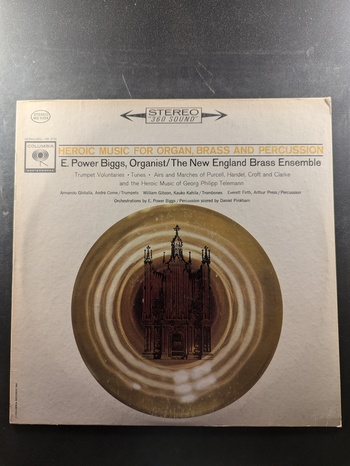 STEREO
"360 SOUND"
COLUMBIA
HEROIC MUSIC FOR ORGAN, BRASS AND PERCUSSION
E. Power Biggs, Organist/The New England Brass Ensemble
Trumpet Voluntaries • Tunes • Airs and Marches of Purcell, Handel, Croft and Clarke
and the Heroic Music of Georg Philipp Telemann
Armando Ghitalla, André Come/Trumpets William Gibson, Kauko Kahila/Trombones Everett Firth, Arthur Press/Percussion
Orchestrations by E. Power Biggs/Percussion scored by Daniel Pinkham